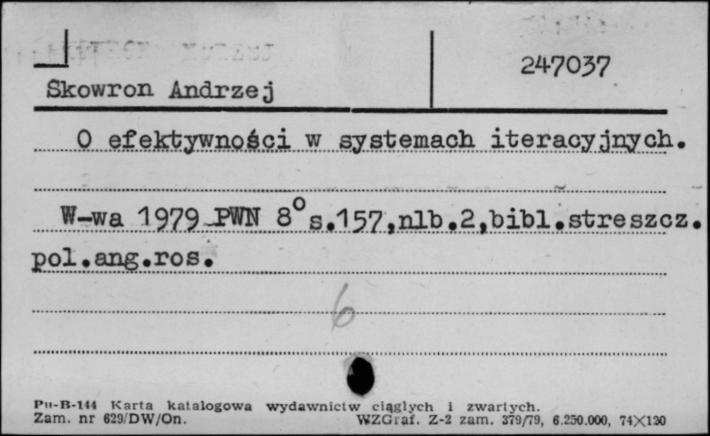 247037
Skowron Andrzej
O efektywności w systemach iteracyjnych.
W-wa 1979 PWN 8° s.157,nlb.2,bibl.streszcz.
pol.ang.ros.
6
Pu-B-144 Karta katalogowa wydawnictw ciągłych i zwartych.
Zam. nr 629/DW/On. WZGraf. Z-2 zam. 379/79, 6.250.000, 74×120